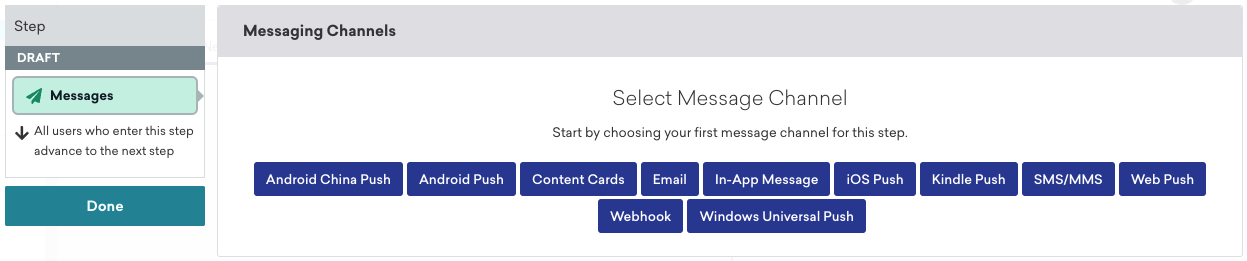 Step
DRAFT
Messages
All users who enter this step
advance to the next step
Done
Messaging Channels
Select Message Channel
Start by choosing your first message channel for this step.
Android China Push Android Push Content Cards Email In-App Message iOS Push Kindle Push SMS/MMS Web Push
Webhook Windows Universal Push